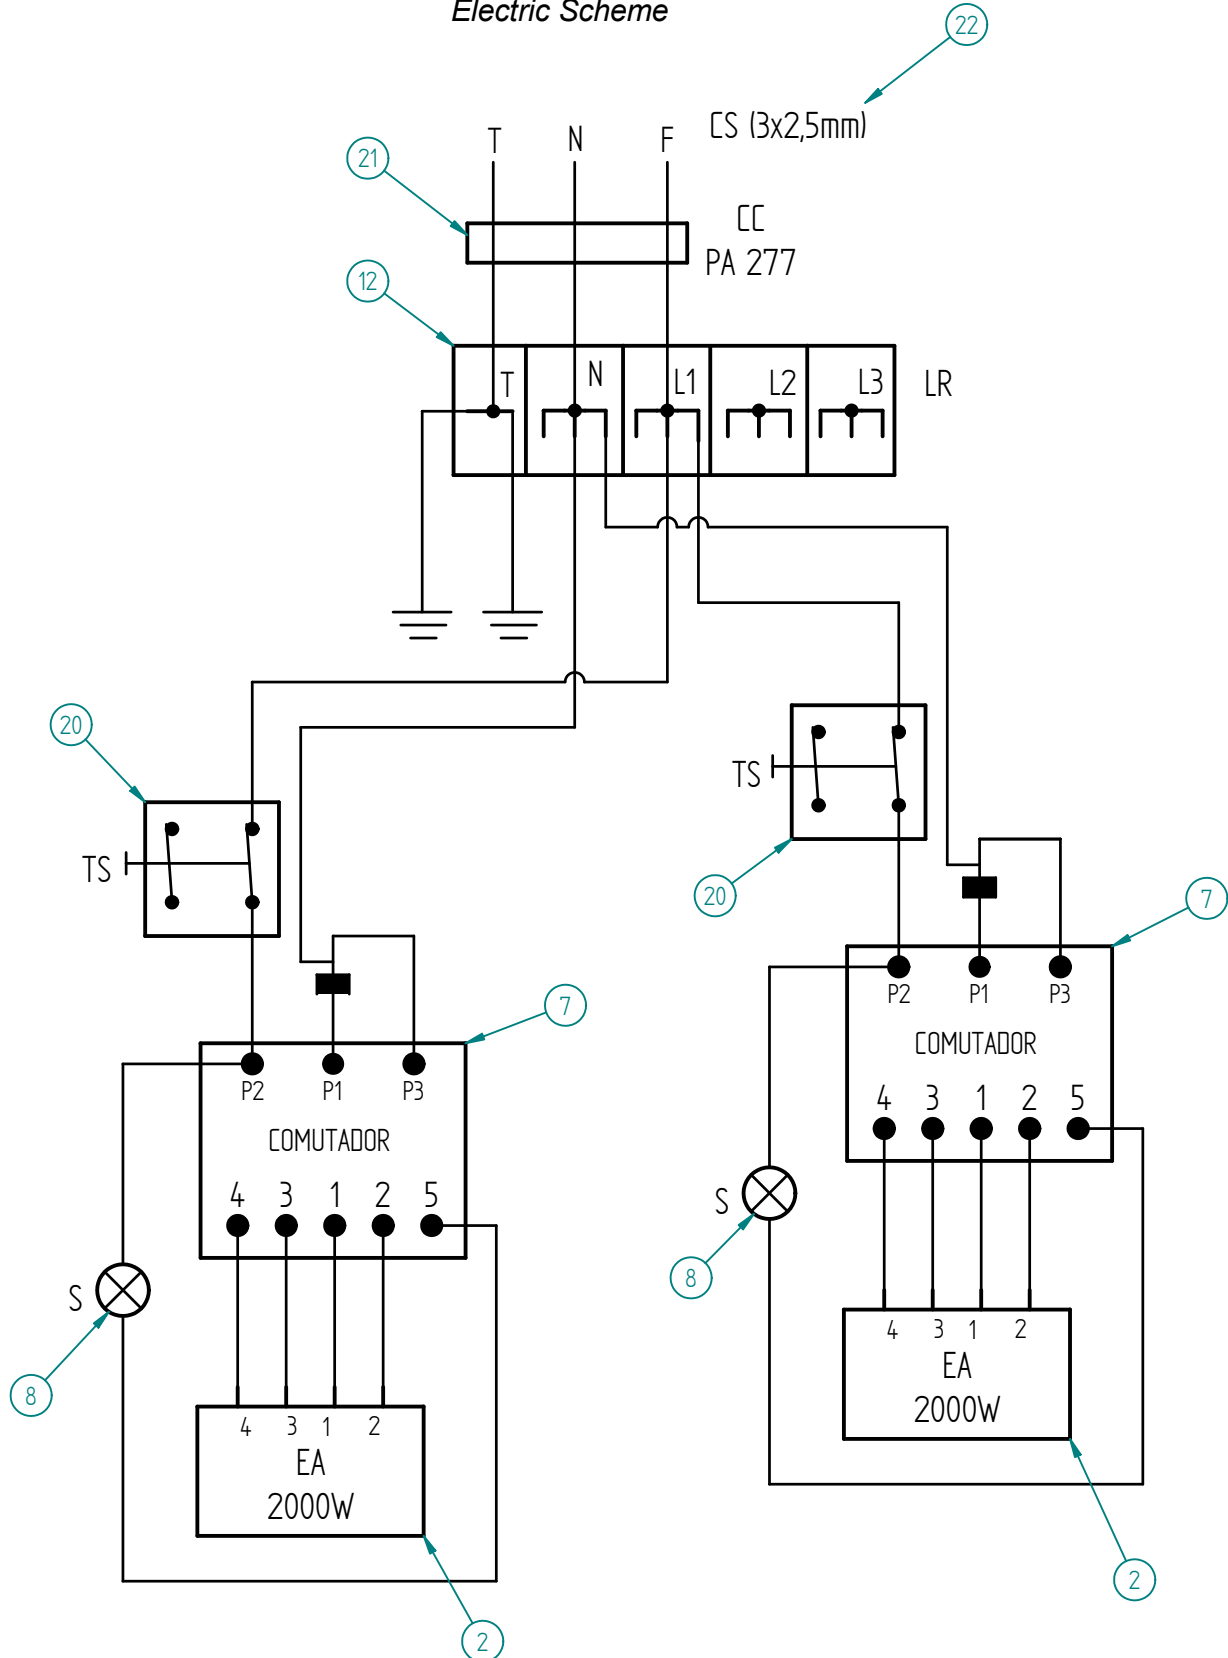 Electric Scheme
22
T N F CS (3x2,5mm)
21
CC
PA 277
12
T N L1 L2 L3 LR
20
TS
TS
20
7
P2 P1 P3
COMUTADOR
4 3 1 2 5
7
P2 P1 P3
COMUTADOR
4 3 1 2 5
S
8
4 3 1 2
EA
2000W
S
8
4 3 1 2
EA
2000W
2
2